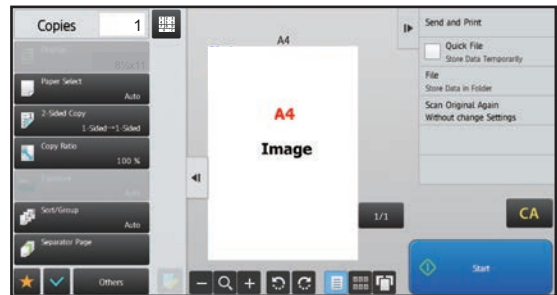 Copies 1
Paper Select
Auto
2-Sided Copy
1-Sided→1-Sided
Copy Ratio
100 %
Auto
Sort/Group
Auto
Separator Page
Others
A4
A4
Image
1/1
Send and Print
Quick File
Store Data Temporarily
File
Store Data in Folder
Scan Original Again
Without change Settings
CA
Start